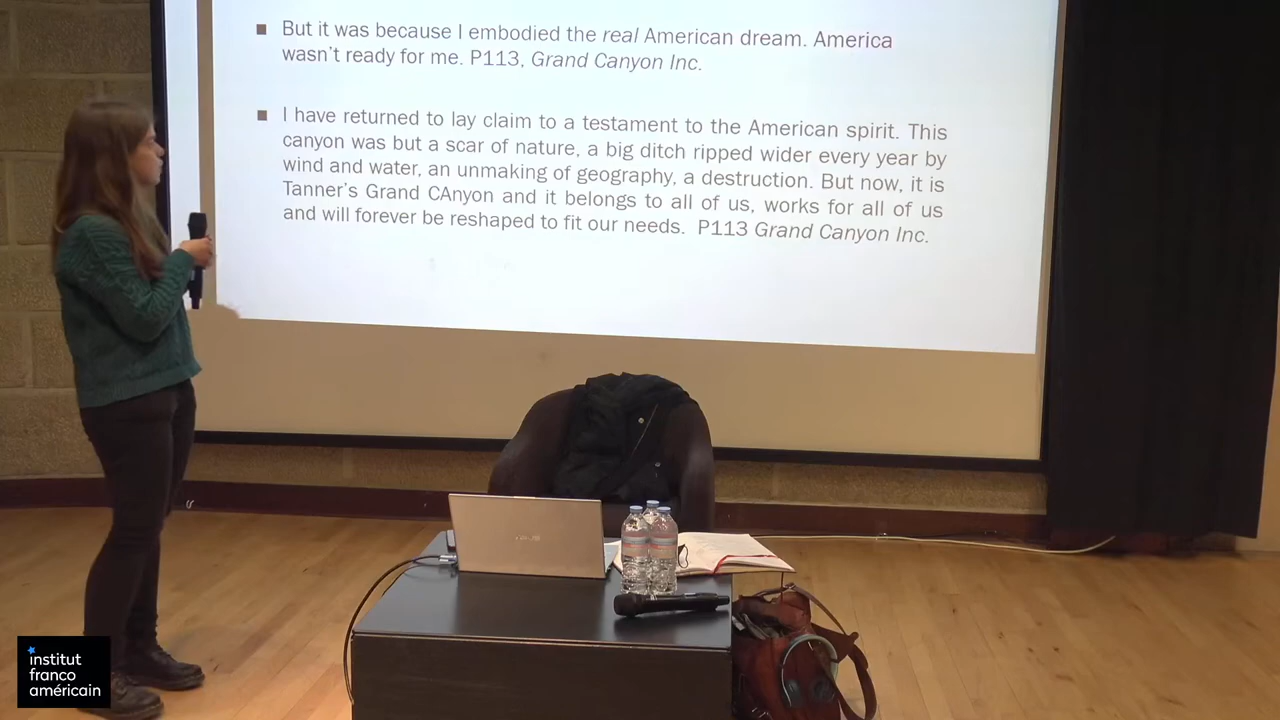 But it was because I embodied the real American dream. America
wasn't ready for me. P113, Grand Canyon Inc.
I have returned to lay claim to a testament to the American spirit. This
canyon was but a scar of nature, a big ditch ripped wider every year by
wind and water, an unmaking of geography, a destruction. But now, it is
Tanner's Grand CAnyon and it belongs to all of us, works for all of us
and will forever be reshaped to fit our needs. P113 Grand Canyon Inc.
ASUS
institut
franco
américain